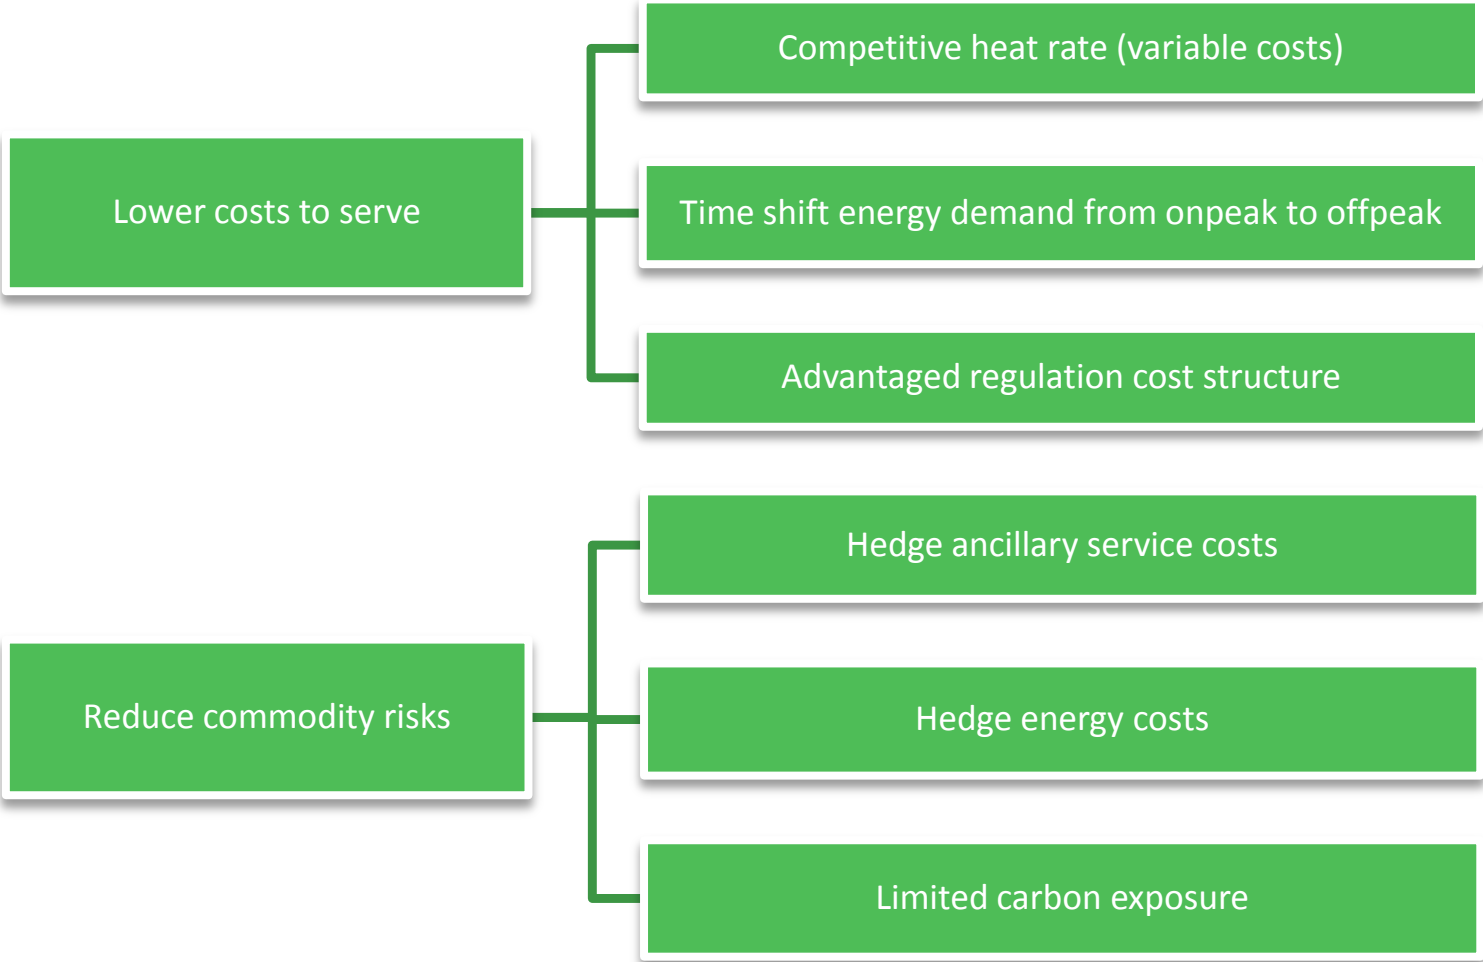 Lower costs to serve
Competitive heat rate (variable costs)
Time shift energy demand from onpeak to offpeak
Advantaged regulation cost structure
Reduce commodity risks
Hedge ancillary service costs
Hedge energy costs
Limited carbon exposure